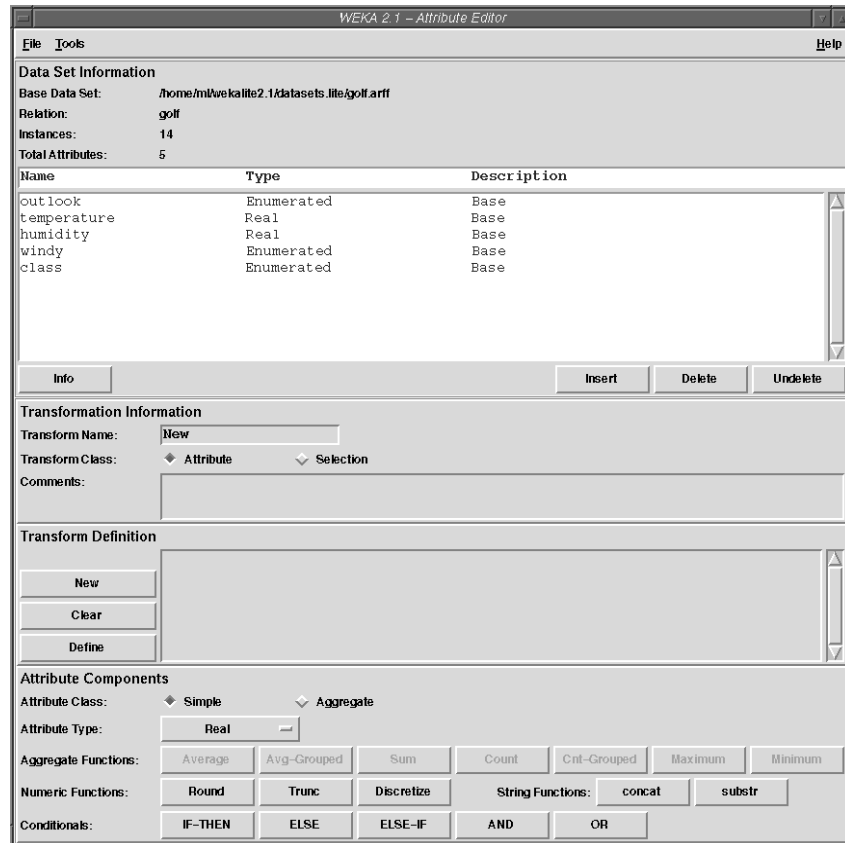 WEKA 2.1 – Attribute Editor
File Tools Help
Data Set Information
Base Data Set: /home/ml/wekalite2.1/datasets.lite/golf.arff
Relation: golf
Instances: 14
Total Attributes: 5
Name Type Description
outlook Enumerated Base
temperature Real Base
humidity Real Base
windy Enumerated Base
class Enumerated Base
Info Insert Delete Undelete
Transformation Information
Transform Name: New
Transform Class: Attribute Selection
Comments:
Transform Definition
New
Clear
Define
Attribute Components
Attribute Class: Simple Aggregate
Attribute Type: Real
Aggregate Functions: Average Avg-Grouped Sum Count Cnt-Grouped Maximum Minimum
Numeric Functions: Round Trunc Discretize String Functions: concat substr
Conditionals: IF-THEN ELSE ELSE-IF AND OR